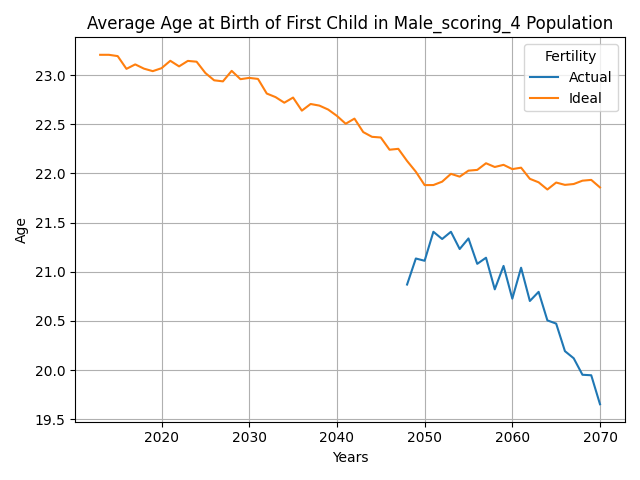 Average Age at Birth of First Child in Male_scoring_4 Population
Fertility
Actual
Ideal
Age
23.0
22.5
22.0
21.5
21.0
20.5
20.0
19.5
2020
2030
2040
2050
2060
2070
Years